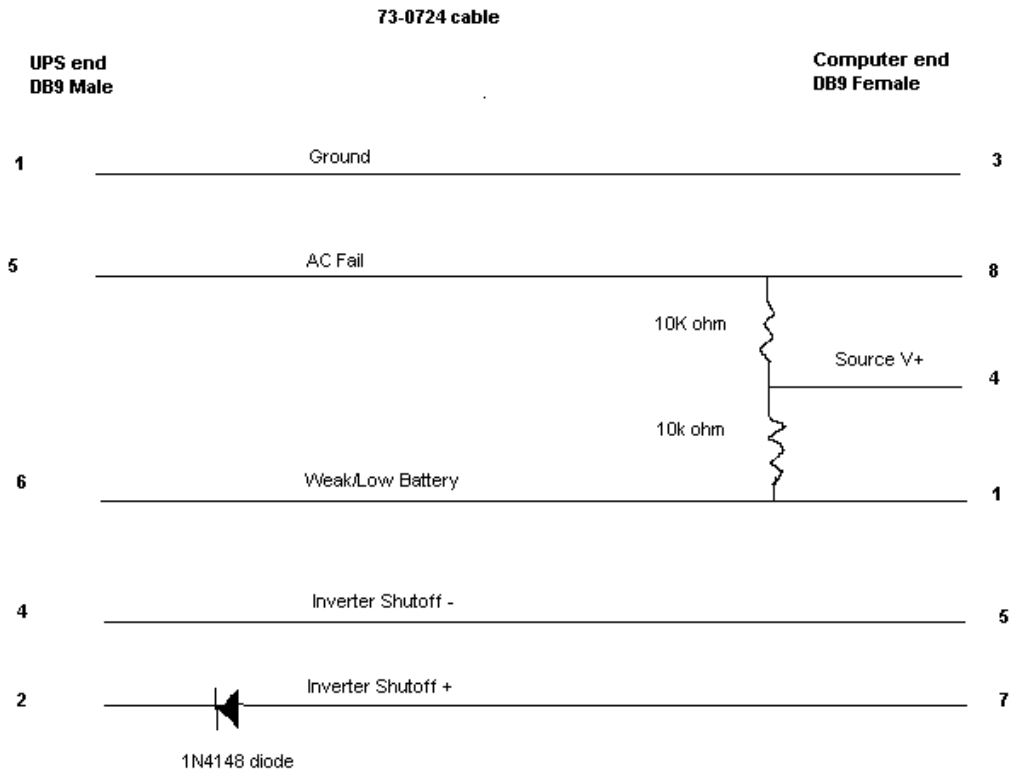 73-0724 cable
UPS end
DB9 Male
Computer end
DB9 Female
1
Ground
3
5
AC Fail
8
10K ohm
Source V+
4
10k ohm
6
Weak/Low Battery
1
4
Inverter Shutoff -
5
2
Inverter Shutoff +
7
1N4148 diode